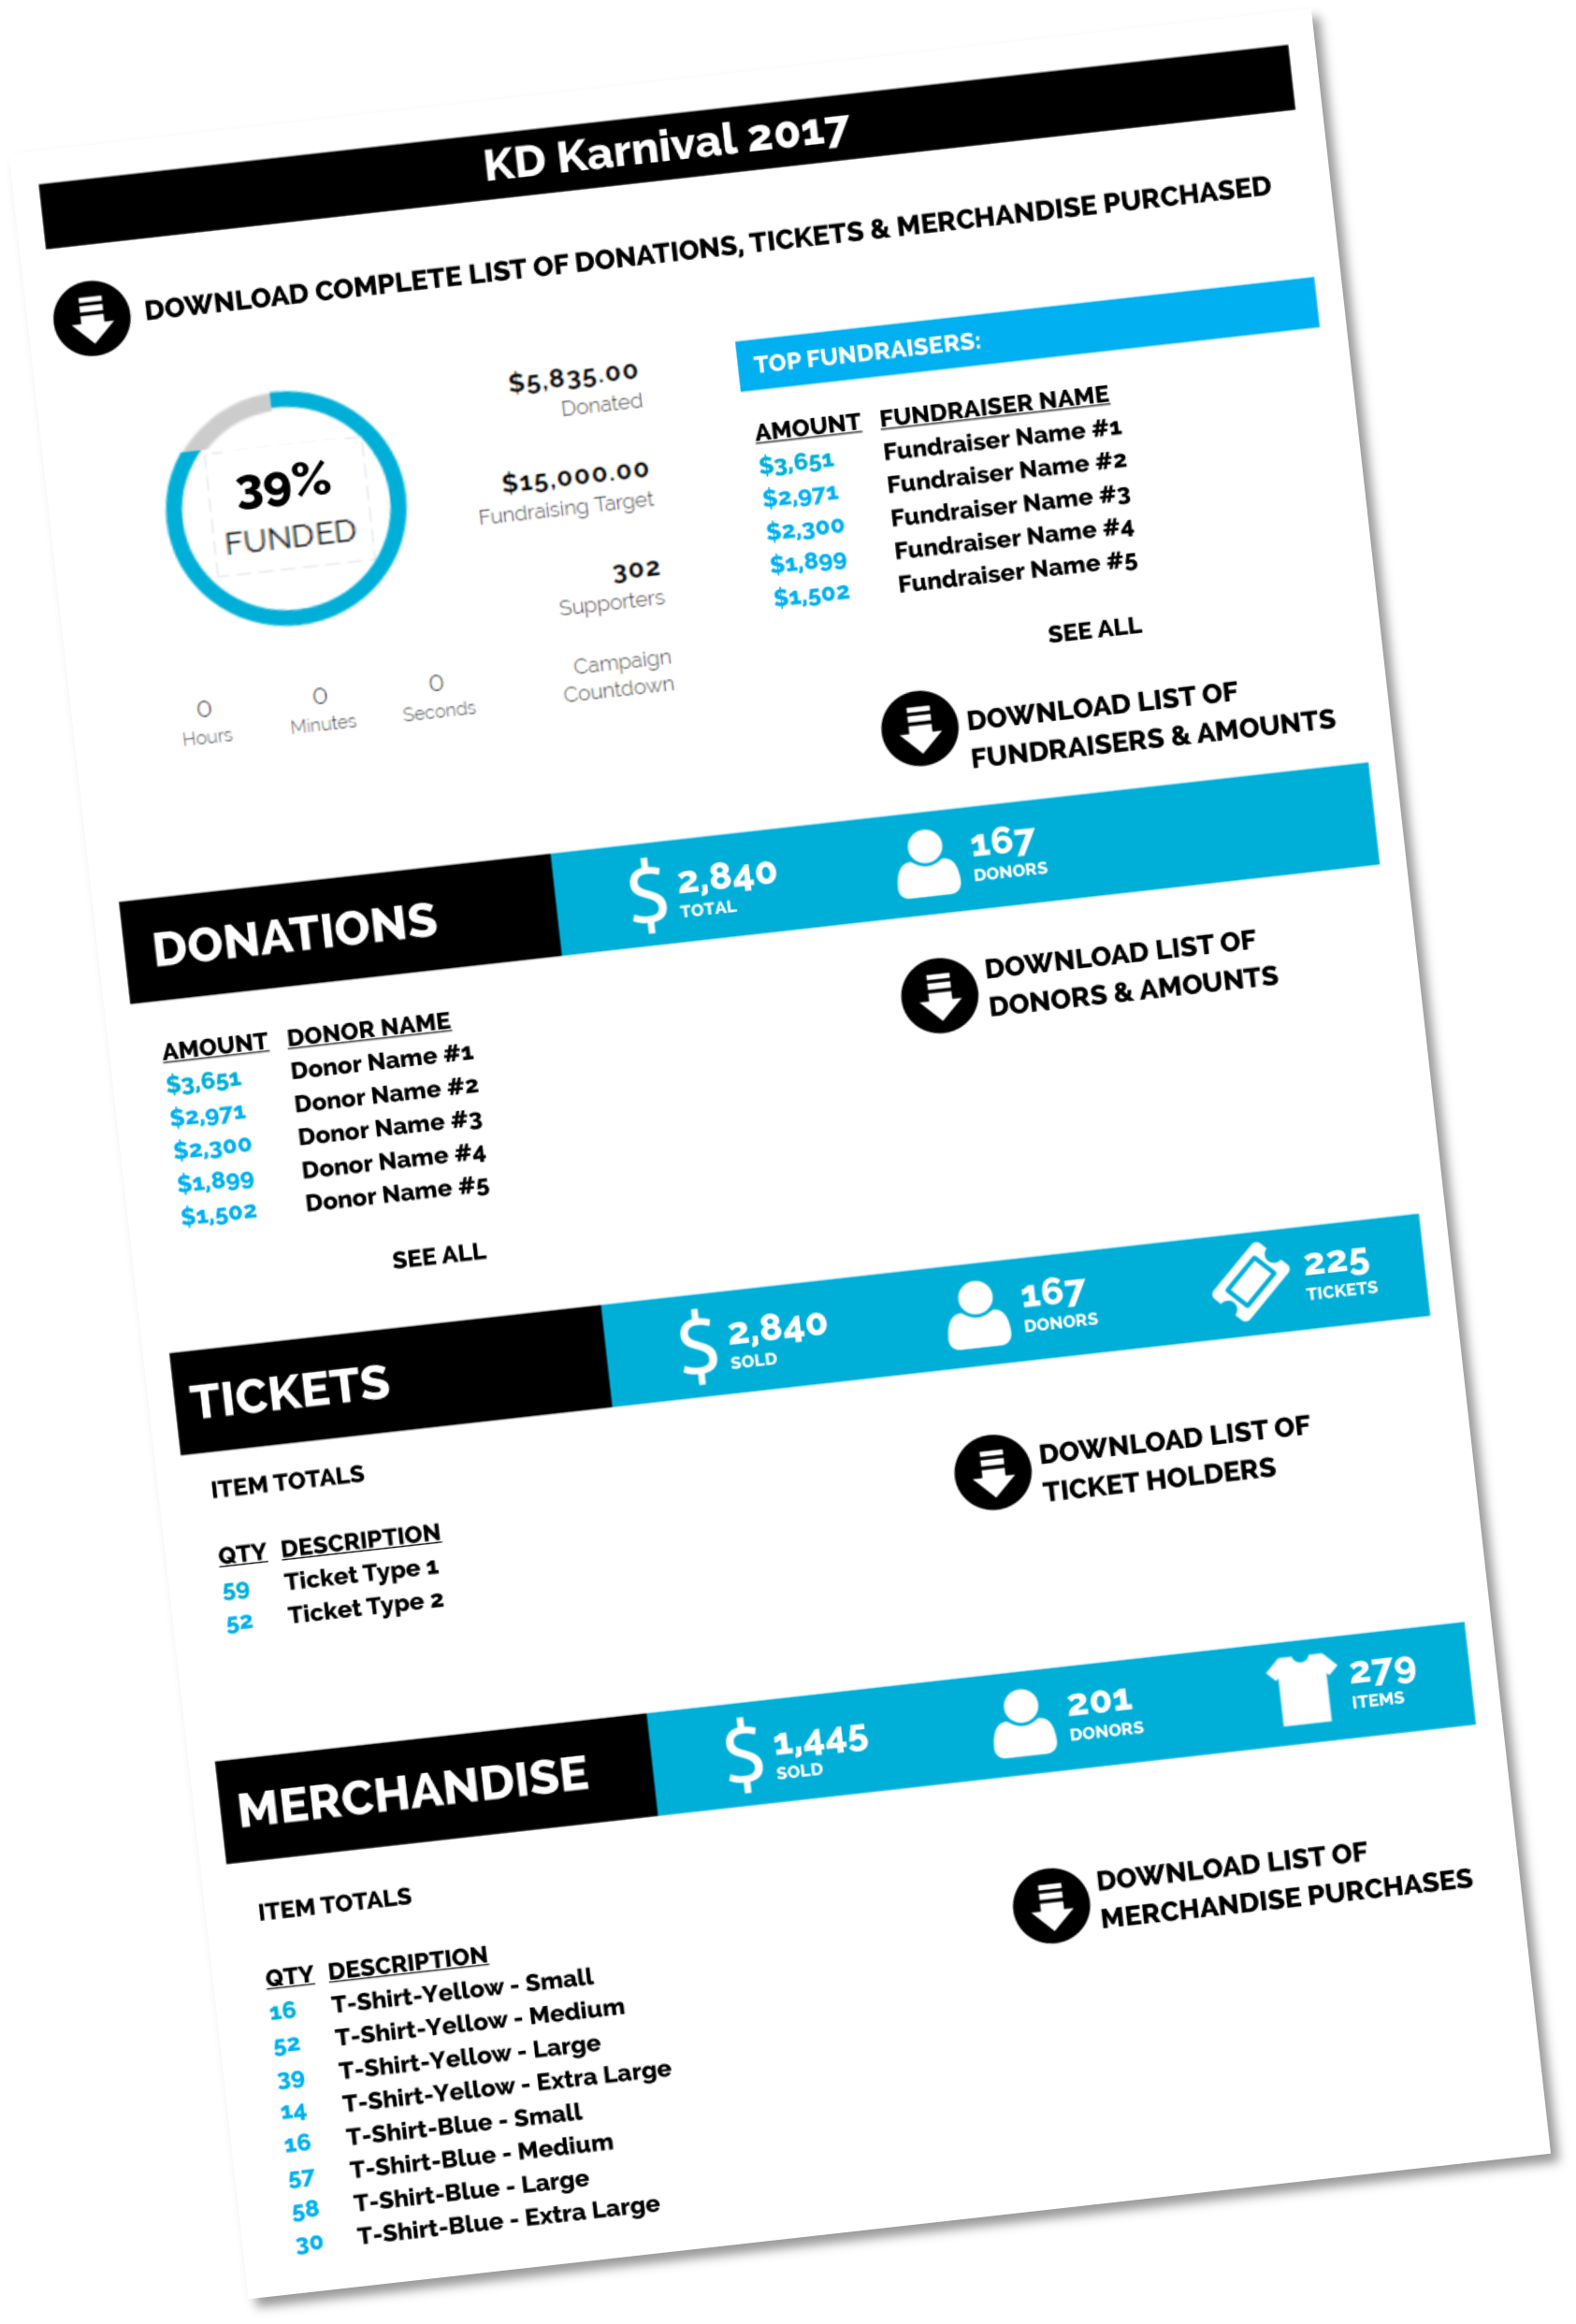 KD Karnival 2017
DOWNLOAD COMPLETE LIST OF DONATIONS, TICKETS & MERCHANDISE PURCHASED
39%
FUNDED
$5,835.00
Donated
$15,000.00
Fundraising Target
302
Supporters
0 0 0
Hours Minutes Seconds
Campaign
Countdown
TOP FUNDRAISERS:
AMOUNT FUNDRAISER NAME
$3,651 Fundraiser Name #1
$2,971 Fundraiser Name #2
$2,300 Fundraiser Name #3
$1,899 Fundraiser Name #4
$1,502 Fundraiser Name #5
SEE ALL
DOWNLOAD LIST OF
FUNDRAISERS & AMOUNTS
DONATIONS
$ 2,840
TOTAL
167
DONORS
DOWNLOAD LIST OF
DONORS & AMOUNTS
AMOUNT DONOR NAME
$3,651 Donor Name #1
$2,971 Donor Name #2
$2,300 Donor Name #3
$1,899 Donor Name #4
$1,502 Donor Name #5
SEE ALL
TICKETS
$ 2,840
SOLD
167
DONORS
225
TICKETS
ITEM TOTALS
DOWNLOAD LIST OF
TICKET HOLDERS
QTY DESCRIPTION
59 Ticket Type 1
52 Ticket Type 2
MERCHANDISE
$ 1,445
SOLD
201
DONORS
279
ITEMS
ITEM TOTALS
DOWNLOAD LIST OF
MERCHANDISE PURCHASES
QTY DESCRIPTION
16 T-Shirt-Yellow - Small
52 T-Shirt-Yellow - Medium
39 T-Shirt-Yellow - Large
14 T-Shirt-Yellow - Extra Large
16 T-Shirt-Blue - Small
57 T-Shirt-Blue - Medium
58 T-Shirt-Blue - Large
30 T-Shirt-Blue - Extra Large